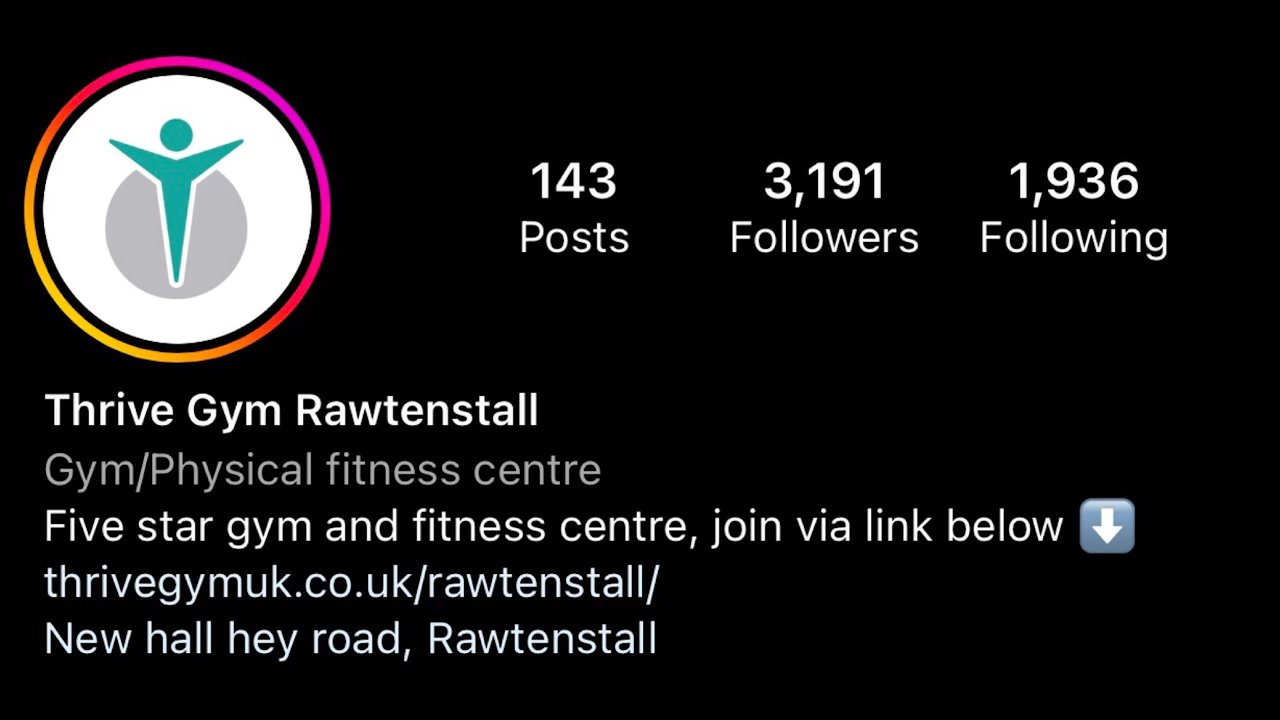 143 3,191 1,936
Posts Followers Following
Thrive Gym Rawtenstall
Gym/Physical fitness centre
Five star gym and fitness centre, join via link below ⬇️
thrivegymuk.co.uk/rawtenstall/
New hall hey road, Rawtenstall